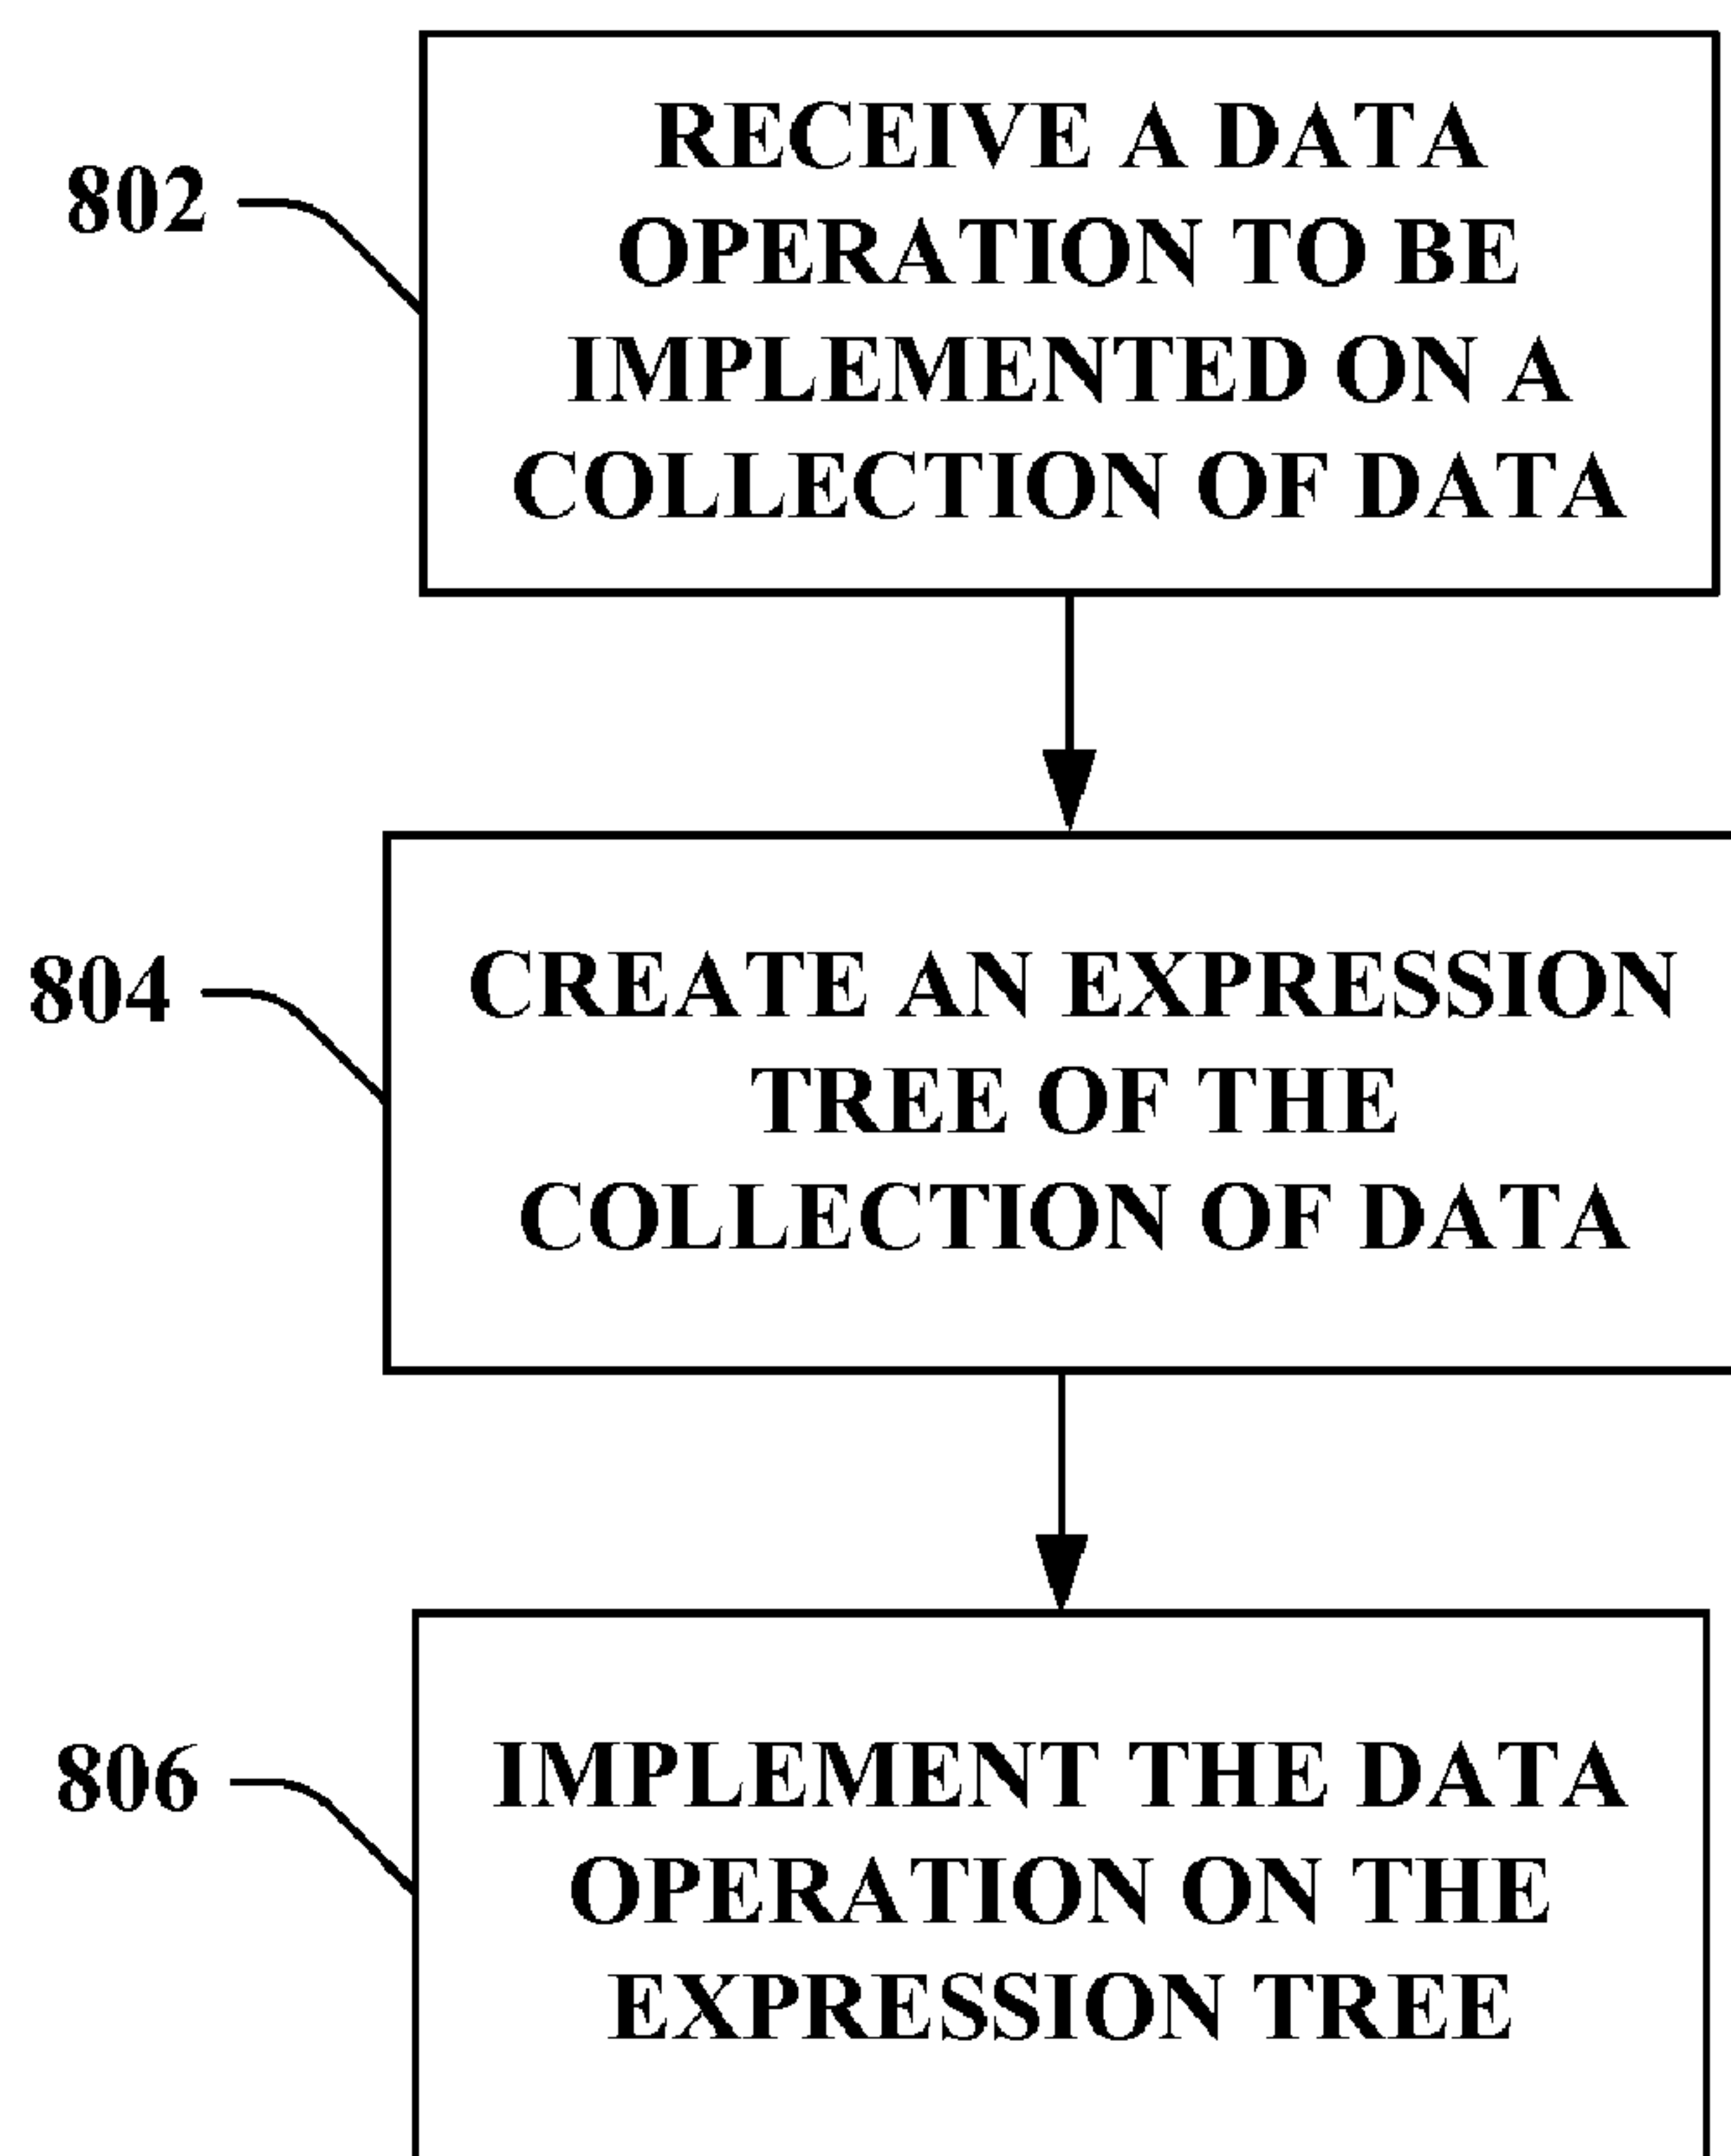 802
RECEIVE A DATA
OPERATION TO BE
IMPLEMENTED ON A
COLLECTION OF DATA
804
CREATE AN EXPRESSION
TREE OF THE
COLLECTION OF DATA
806
IMPLEMENT THE DATA
OPERATION ON THE
EXPRESSION TREE